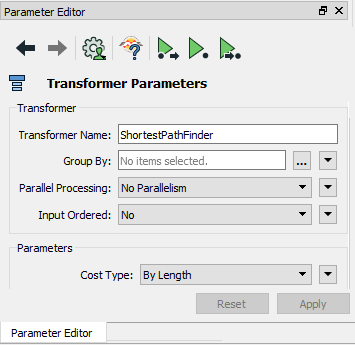 Parameter Editor
Transformer Parameters
Transformer
Transformer Name: ShortestPathFinder
Group By: No items selected. ...
Parallel Processing: No Parallelism
Input Ordered: No
Parameters
Cost Type: By Length
Reset Apply
Parameter Editor